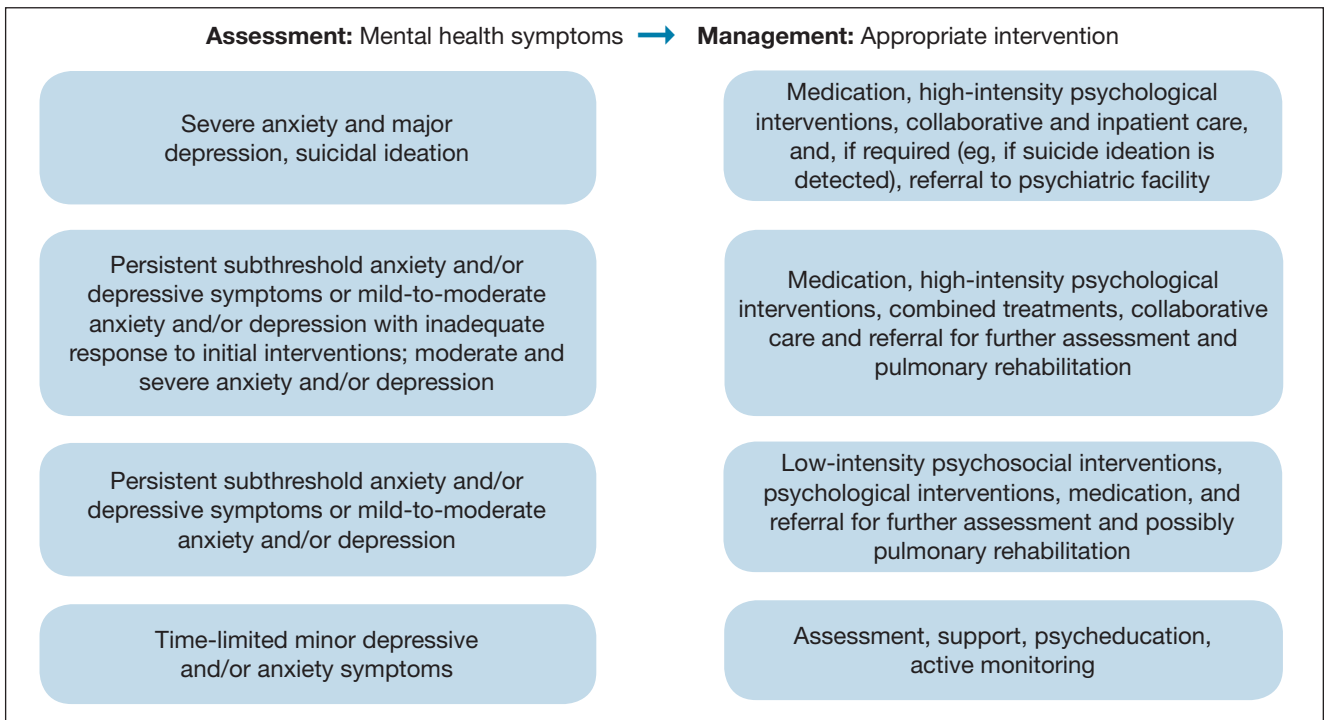 Assessment: Mental health symptoms → Management: Appropriate intervention
Severe anxiety and major
depression, suicidal ideation
Medication, high-intensity psychological
interventions, collaborative and inpatient care,
and, if required (eg, if suicide ideation is
detected), referral to psychiatric facility
Persistent subthreshold anxiety and/or
depressive symptoms or mild-to-moderate
anxiety and/or depression with inadequate
response to initial interventions; moderate and
severe anxiety and/or depression
Medication, high-intensity psychological
interventions, combined treatments, collaborative
care and referral for further assessment and
pulmonary rehabilitation
Persistent subthreshold anxiety and/or
depressive symptoms or mild-to-moderate
anxiety and/or depression
Low-intensity psychosocial interventions,
psychological interventions, medication, and
referral for further assessment and possibly
pulmonary rehabilitation
Time-limited minor depressive
and/or anxiety symptoms
Assessment, support, psycheducation,
active monitoring